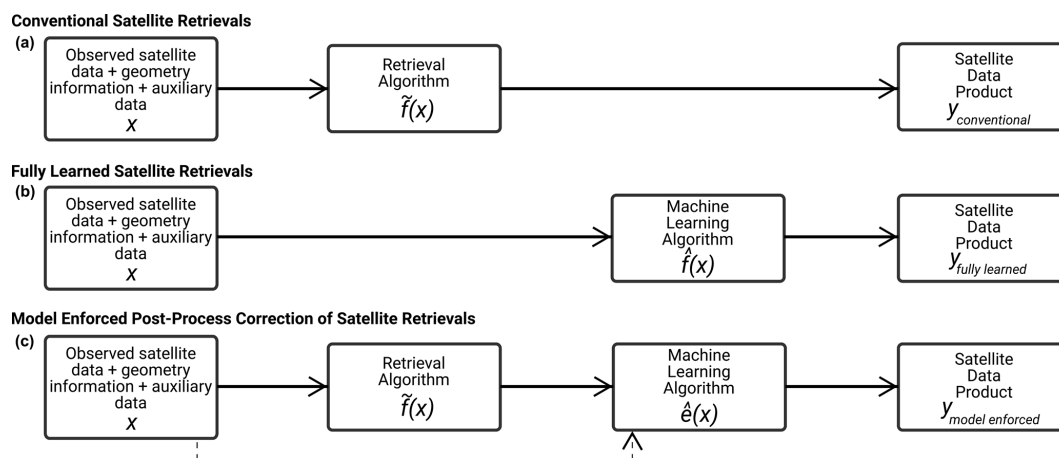 Conventional Satellite Retrievals
(a)
Observed satellite
data + geometry
information + auxiliary
data
x
Retrieval
Algorithm
f̃(x)
Satellite
Data
Product
y conventional
Fully Learned Satellite Retrievals
(b)
Observed satellite
data + geometry
information + auxiliary
data
x
Machine
Learning
Algorithm
f̂(x)
Satellite
Data
Product
y fully learned
Model Enforced Post-Process Correction of Satellite Retrievals
(c)
Observed satellite
data + geometry
information + auxiliary
data
x
Retrieval
Algorithm
f̃(x)
Machine
Learning
Algorithm
ê(x)
Satellite
Data
Product
y model enforced